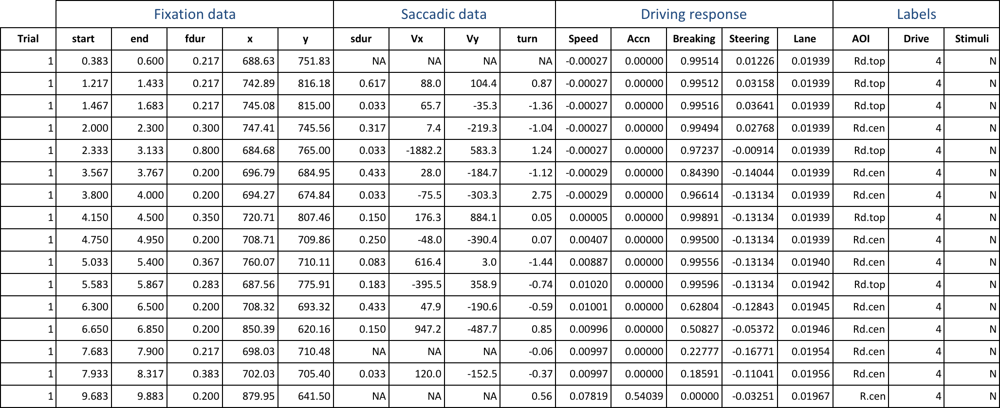 Fixation data Saccadic data Driving response Labels
Trial start end fdur x y sdur Vx Vy turn Speed Accn Breaking Steering Lane AOI Drive Stimuli
1 0.383 0.600 0.217 688.63 751.83 NA NA NA NA -0.00027 0.00000 0.99514 0.01226 0.01939 Rd.top 4 N
1 1.217 1.433 0.217 742.89 816.18 0.617 88.0 104.4 0.87 -0.00027 0.00000 0.99512 0.03158 0.01939 Rd.top 4 N
1 1.467 1.683 0.217 745.08 815.00 0.033 65.7 -35.3 -1.36 -0.00027 0.00000 0.99516 0.03641 0.01939 Rd.top 4 N
1 2.000 2.300 0.300 747.41 745.56 0.317 7.4 -219.3 -1.04 -0.00027 0.00000 0.99494 0.02768 0.01939 Rd.cen 4 N
1 2.333 3.133 0.800 684.68 765.00 0.033 -1882.2 583.3 1.24 -0.00027 0.00000 0.97237 -0.00914 0.01939 Rd.top 4 N
1 3.567 3.767 0.200 696.79 684.95 0.433 28.0 -184.7 -1.12 -0.00029 0.00000 0.84390 -0.14044 0.01939 Rd.cen 4 N
1 3.800 4.000 0.200 694.27 674.84 0.033 -75.5 -303.3 2.75 -0.00029 0.00000 0.96614 -0.13134 0.01939 Rd.cen 4 N
1 4.150 4.500 0.350 720.71 807.46 0.150 176.3 884.1 0.05 0.00005 0.00000 0.99891 -0.13134 0.01939 Rd.top 4 N
1 4.750 4.950 0.200 708.71 709.86 0.250 -48.0 -390.4 0.07 0.00407 0.00000 0.99500 -0.13134 0.01939 Rd.cen 4 N
1 5.033 5.400 0.367 760.07 710.11 0.083 616.4 3.0 -1.44 0.00887 0.00000 0.99556 -0.13134 0.01940 Rd.cen 4 N
1 5.583 5.867 0.283 687.56 775.91 0.183 -395.5 358.9 -0.74 0.01020 0.00000 0.99596 -0.13134 0.01942 Rd.top 4 N
1 6.300 6.500 0.200 708.32 693.32 0.433 47.9 -190.6 -0.59 0.01001 0.00000 0.62804 -0.12843 0.01945 Rd.cen 4 N
1 6.650 6.850 0.200 850.39 620.16 0.150 947.2 -487.7 0.85 0.00996 0.00000 0.50827 -0.05372 0.01946 Rd.cen 4 N
1 7.683 7.900 0.217 698.03 710.48 NA NA NA -0.06 0.00997 0.00000 0.22777 -0.16771 0.01954 Rd.cen 4 N
1 7.933 8.317 0.383 702.03 705.40 0.033 120.0 -152.5 -0.37 0.00997 0.00000 0.18591 -0.11041 0.01956 Rd.cen 4 N
1 9.683 9.883 0.200 879.95 641.50 NA NA NA 0.56 0.07819 0.54039 0.00000 -0.03251 0.01967 R.cen 4 N